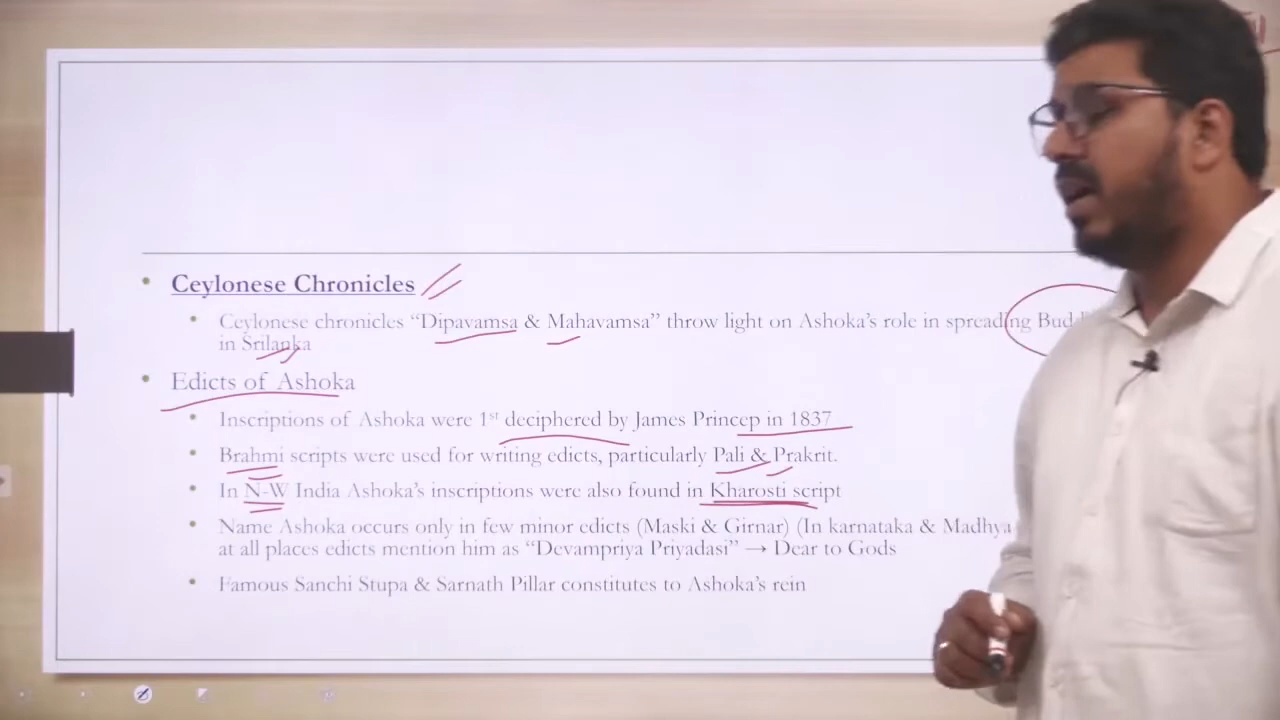 Ceylonese Chronicles
Ceylonese chronicles “Dipavamsa & Mahavamsa” throw light on Ashoka’s role in spreading
in Srilanka
Edicts of Ashoka
Inscriptions of Ashoka were 1st deciphered by James Princep in 1837
Brahmi scripts were used for writing edicts, particularly Pali & Prakrit.
In N-W India Ashoka’s inscriptions were also found in Kharosti script
Name Ashoka occurs only in few minor edicts (Maski & Girnar) (In karnataka & Madhya
at all places edicts mention him as “Devampriya Priyadasi” → Dear to Gods
Famous Sanchi Stupa & Sarnath Pillar constitutes to Ashoka’s rein